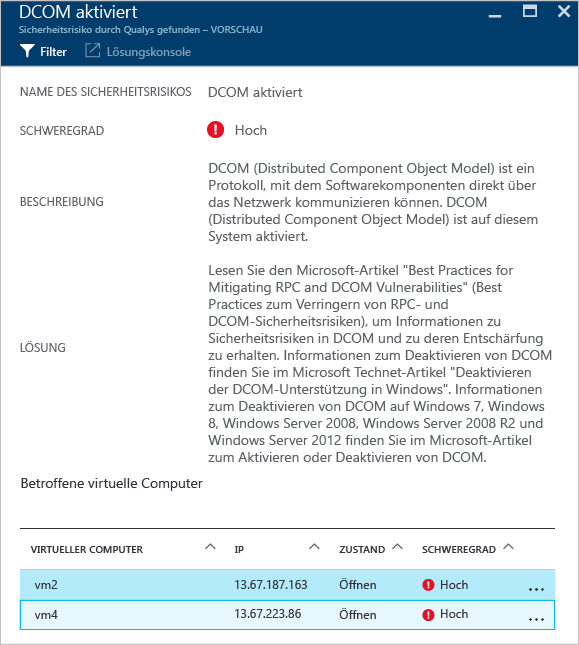 DCOM aktiviert
Sicherheitsrisiko durch Qualys gefunden – VORSCHAU
Filter Lösungskonsole
NAME DES SICHERHEITSRISIKOS DCOM aktiviert
SCHWEREGRAD Hoch
BESCHREIBUNG
DCOM (Distributed Component Object Model) ist ein
Protokoll, mit dem Softwarekomponenten direkt über
das Netzwerk kommunizieren können. DCOM
(Distributed Component Object Model) ist auf diesem
System aktiviert.
LÖSUNG
Lesen Sie den Microsoft-Artikel "Best Practices for
Mitigating RPC and DCOM Vulnerabilities" (Best
Practices zum Verringern von RPC- und
DCOM-Sicherheitsrisiken), um Informationen zu
Sicherheitsrisiken in DCOM und zu deren Entschärfung
zu erhalten. Informationen zum Deaktivieren von DCOM
finden Sie im Microsoft Technet-Artikel "Deaktivieren
der DCOM-Unterstützung in Windows". Informationen
zum Deaktivieren von DCOM auf Windows 7, Windows
8, Windows Server 2008, Windows Server 2008 R2 und
Windows Server 2012 finden Sie im Microsoft-Artikel
zum Aktivieren oder Deaktivieren von DCOM.
Betroffene virtuelle Computer
VIRTUELLER COMPUTER IP ZUSTAND SCHWEREGRAD
vm2 13.67.187.163 Öffnen Hoch ...
vm4 13.67.223.86 Öffnen Hoch ...